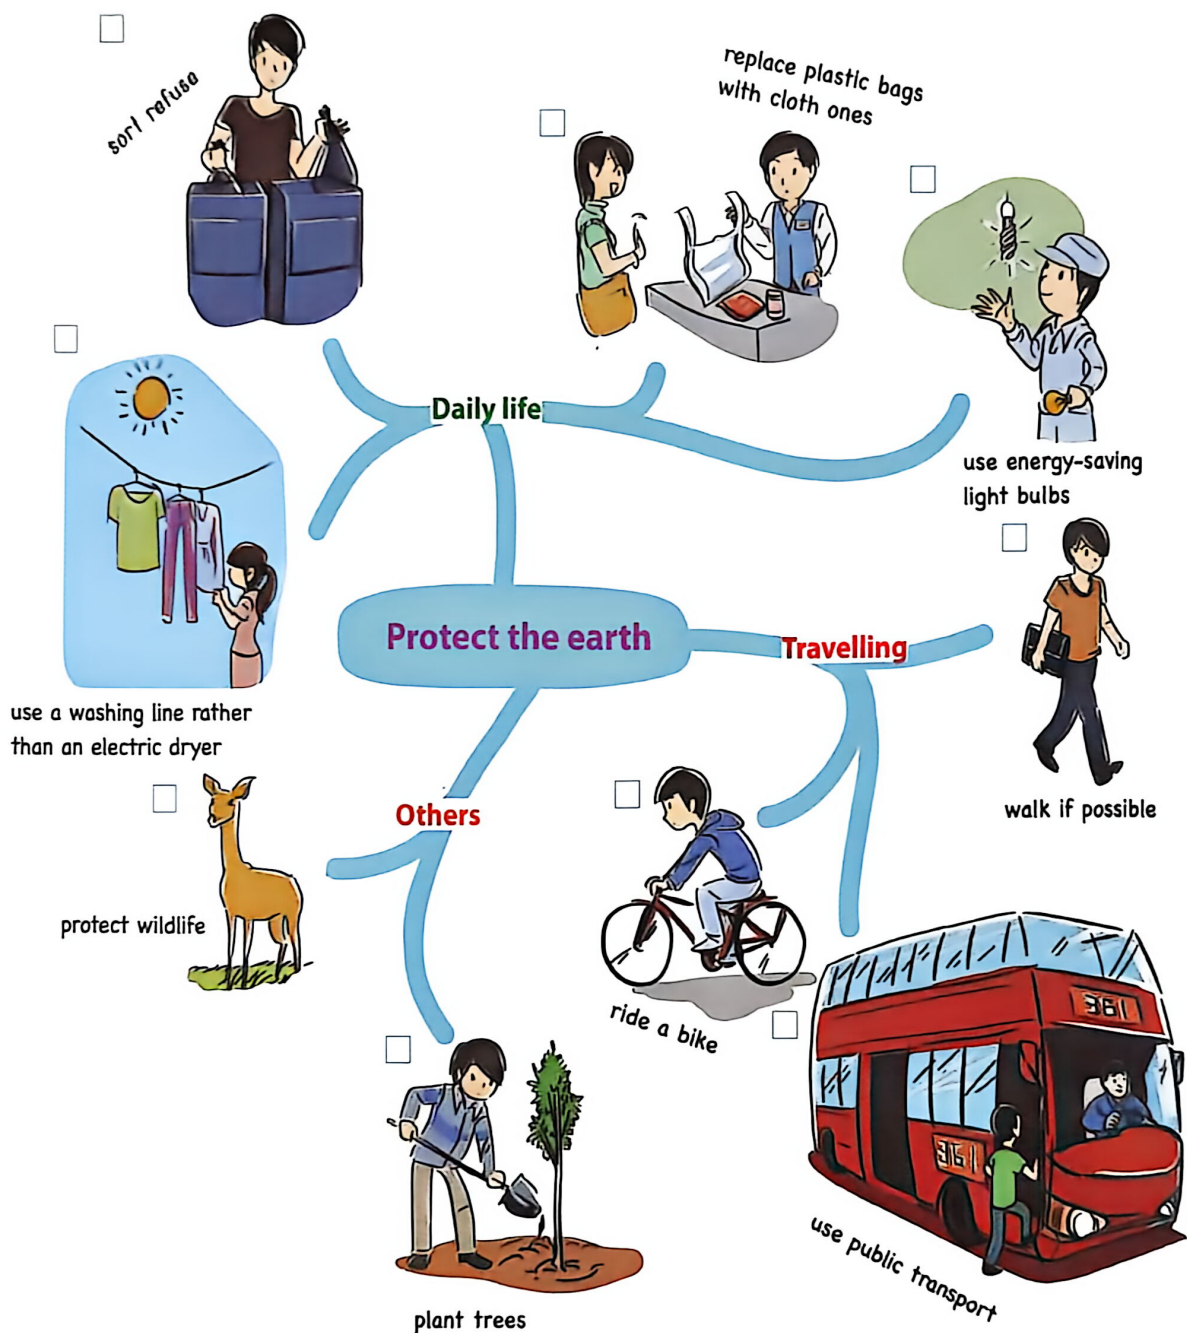 sort refuse
replace plastic bags
with cloth ones
Daily life
use energy-saving
light bulbs
use a washing line rather
than an electric dryer
Protect the earth
Travelling
walk if possible
Others
protect wildlife
ride a bike
361
361
use public transport
plant trees